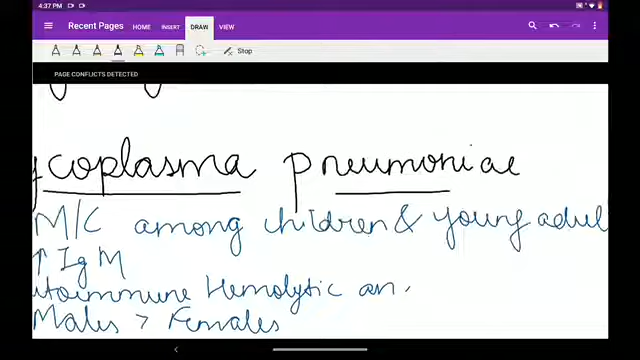 4:37 PM
Recent Pages HOME INSERT DRAW VIEW
Stop
PAGE CONFLICTS DETECTED
ycoplasma pneumoniae
M/C among children & young adul
↑ IgM
utoimmune Hemolytic an
Males > Females